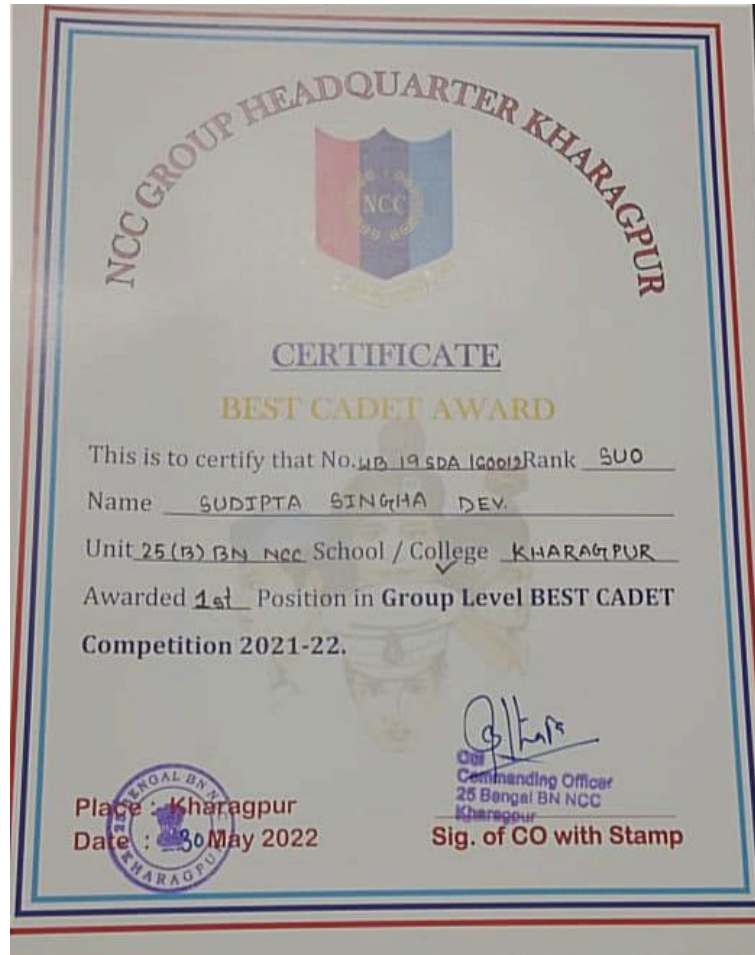 NCC GROUP HEADQUARTER KHARAGPUR
NCC
CERTIFICATE
BEST CADET AWARD
This is to certify that No. WB 19 SDA 160012 Rank SUO
Name SUDIPTA SINGHA DEV.
Unit 25 (B) BN NCC School / College KHARAGPUR
Awarded 1st Position in Group Level BEST CADET
Competition 2021-22.
Col
Commanding Officer
25 Bengal BN NCC
Kharagpur
Place : Kharagpur
Date : 30 May 2022
Sig. of CO with Stamp
BENGAL BN NCC
KHARAGPUR